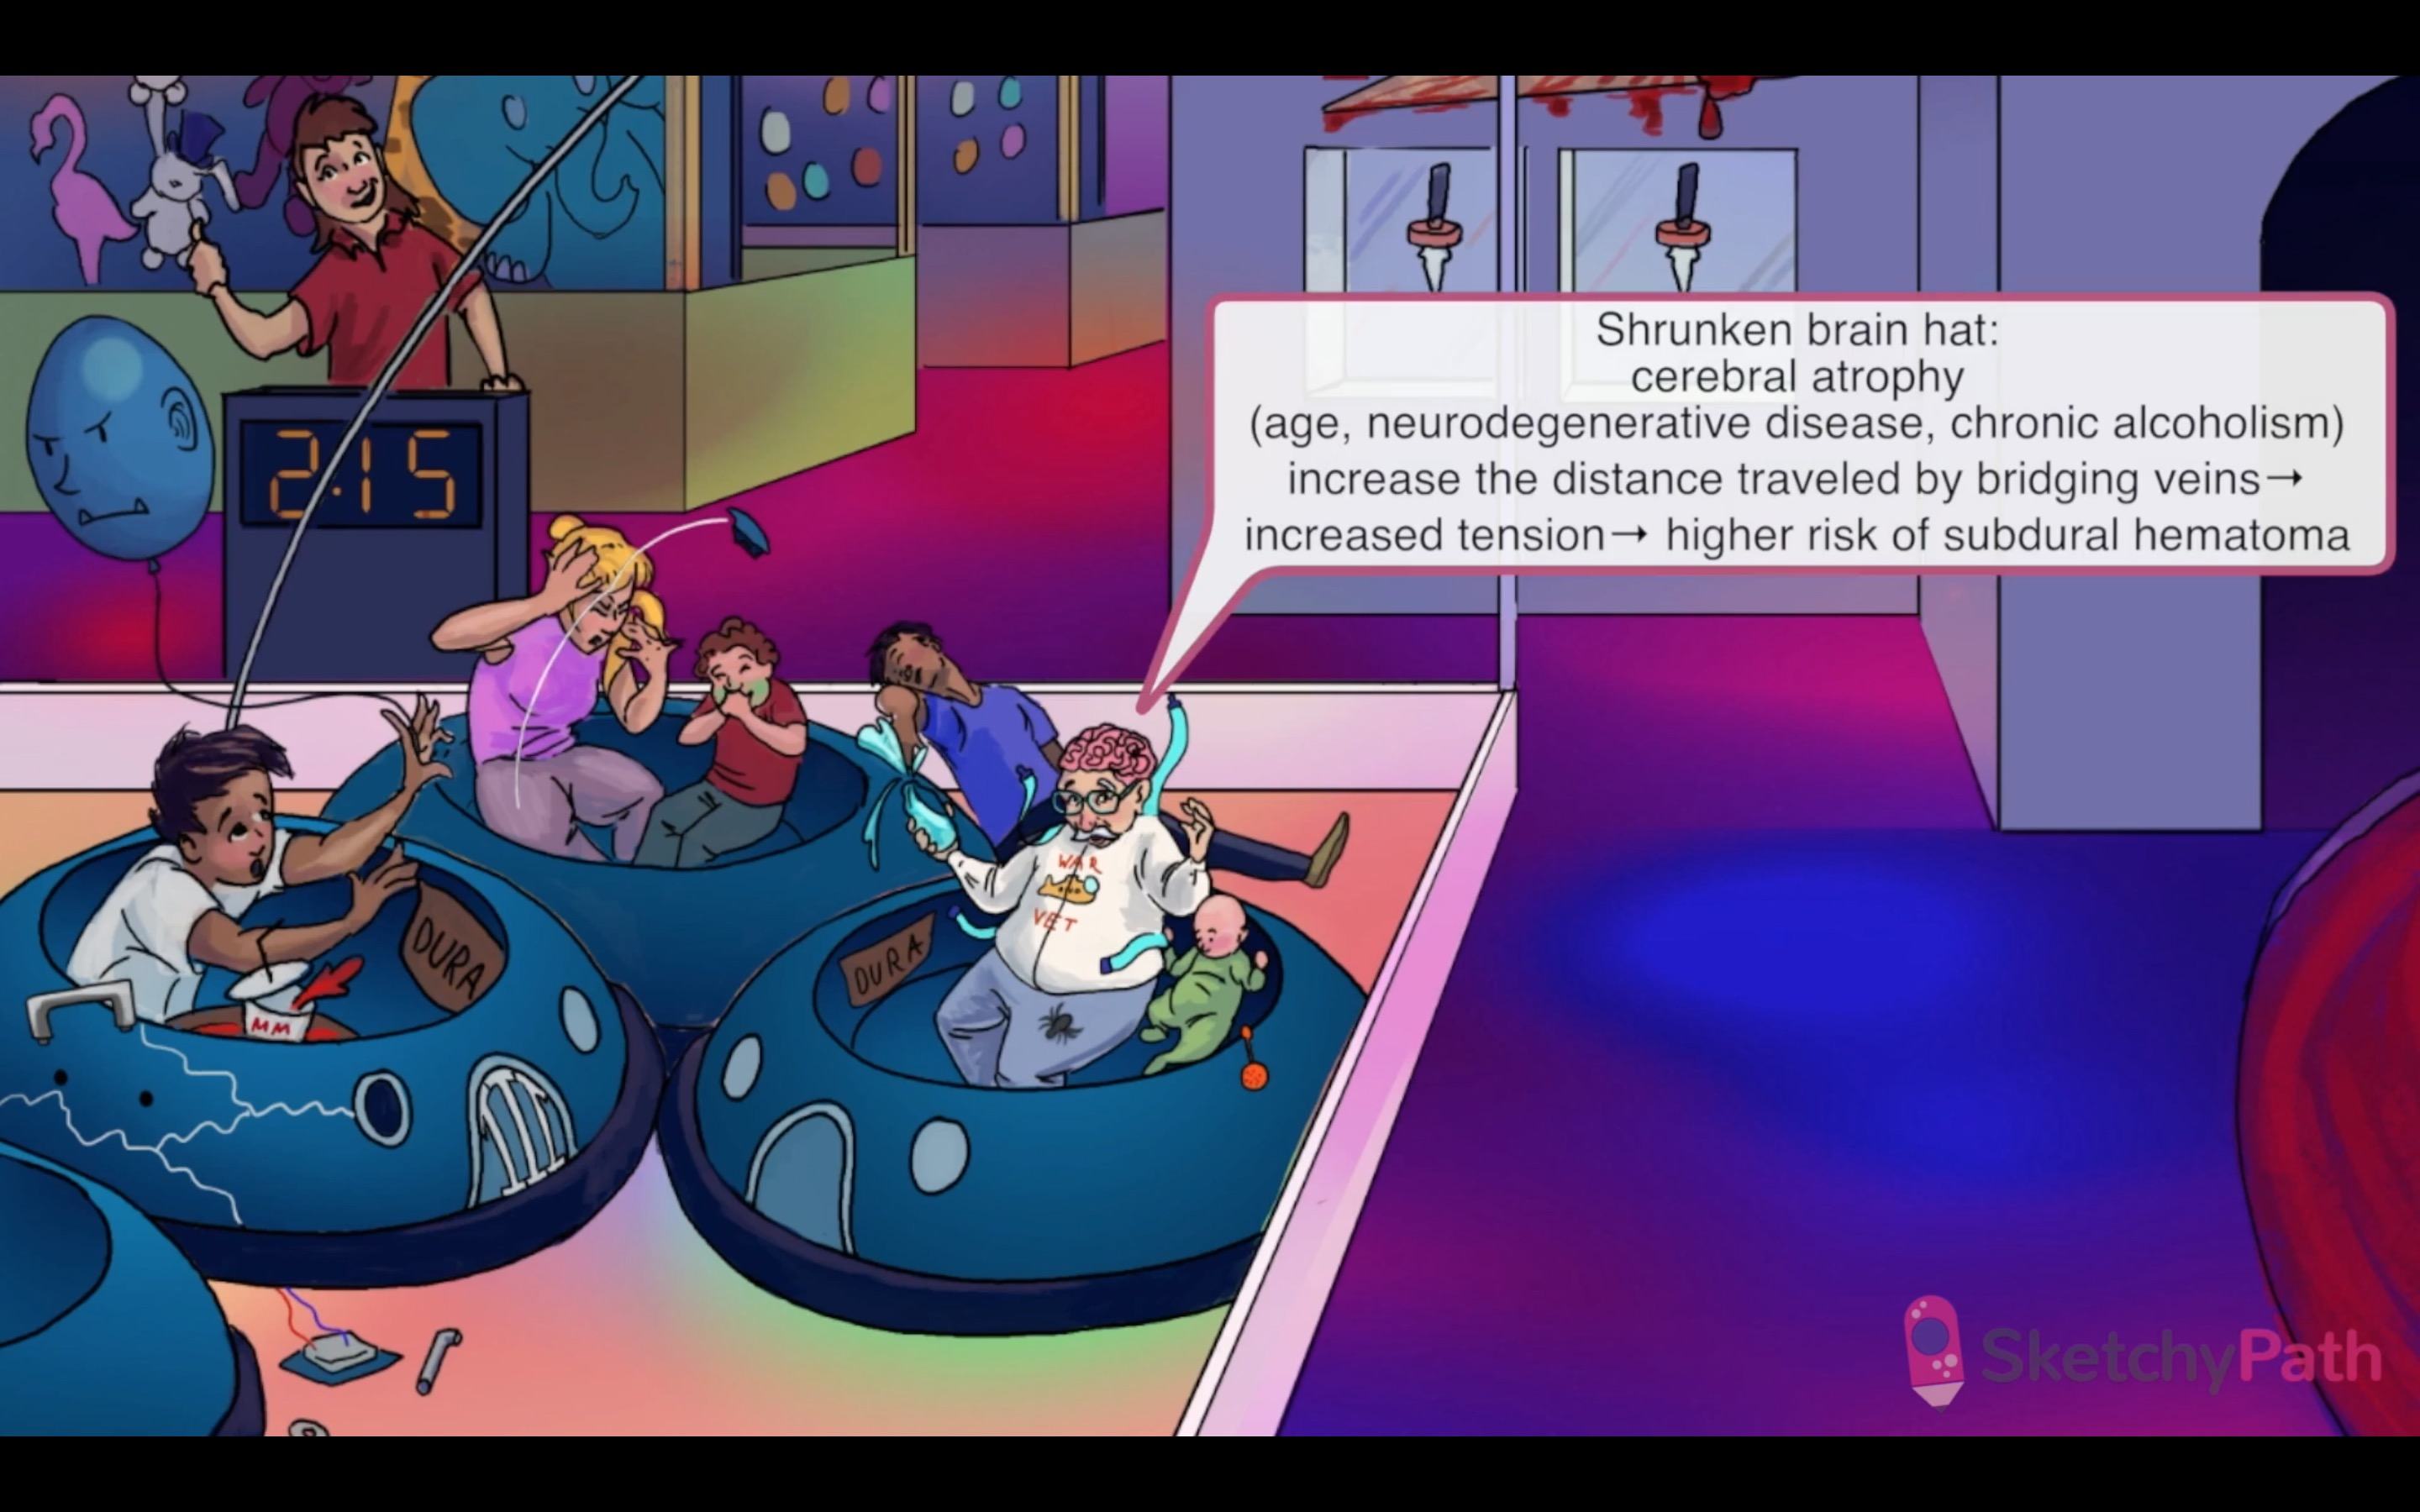 2:15
Shrunken brain hat:
cerebral atrophy
(age, neurodegenerative disease, chronic alcoholism)
increase the distance traveled by bridging veins→
increased tension→ higher risk of subdural hematoma
WAR
VET
DURA
DURA
MM
SketchyPath